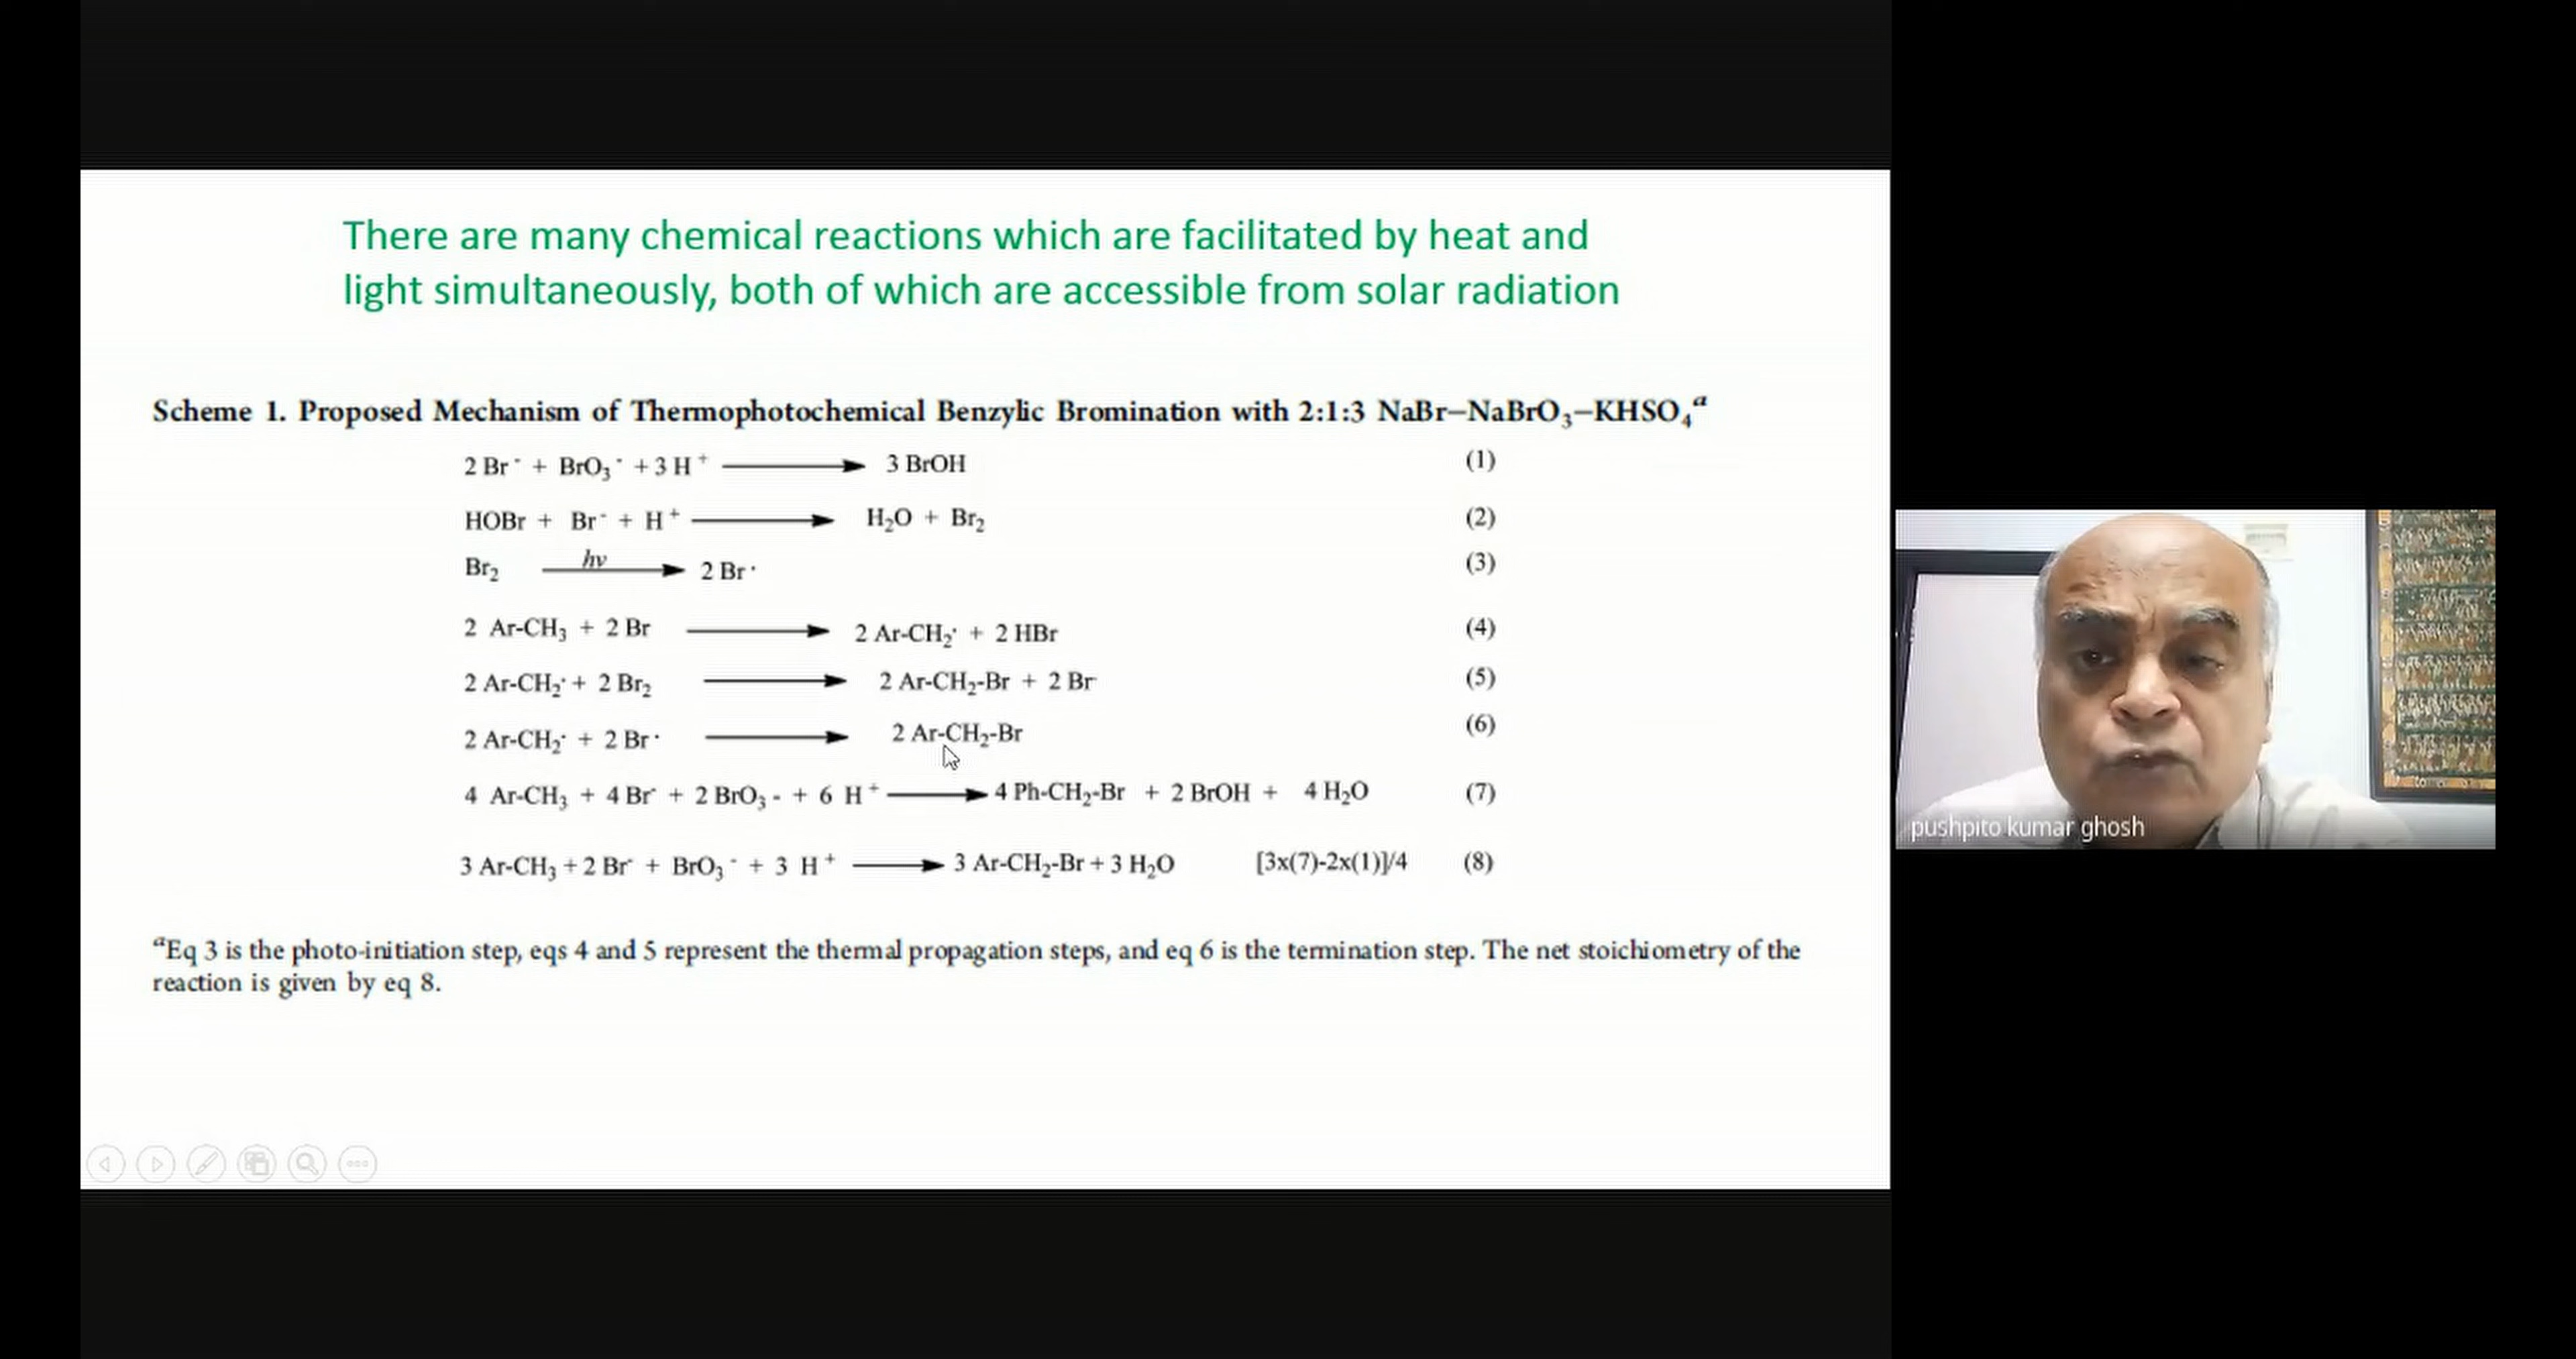 There are many chemical reactions which are facilitated by heat and
light simultaneously, both of which are accessible from solar radiation
Scheme 1. Proposed Mechanism of Thermophotochemical Benzylic Bromination with 2:1:3 NaBr–NaBrO₃–KHSO₄ᵃ
2 Br⁻ + BrO₃⁻ + 3 H⁺ ⟶ 3 BrOH (1)
HOBr + Br⁻ + H⁺ ⟶ H₂O + Br₂ (2)
Br₂ hν ⟶ 2 Br· (3)
2 Ar-CH₃ + 2 Br ⟶ 2 Ar-CH₂· + 2 HBr (4)
2 Ar-CH₂· + 2 Br₂ ⟶ 2 Ar-CH₂-Br + 2 Br· (5)
2 Ar-CH₂· + 2 Br· ⟶ 2 Ar-CH₂-Br (6)
4 Ar-CH₃ + 4 Br⁻ + 2 BrO₃- + 6 H⁺ ⟶ 4 Ph-CH₂-Br + 2 BrOH + 4 H₂O (7)
3 Ar-CH₃ + 2 Br⁻ + BrO₃⁻ + 3 H⁺ ⟶ 3 Ar-CH₂-Br + 3 H₂O [3x(7)-2x(1)]/4 (8)
ᵃEq 3 is the photo-initiation step, eqs 4 and 5 represent the thermal propagation steps, and eq 6 is the termination step. The net stoichiometry of the
reaction is given by eq 8.
pushpito kumar ghosh